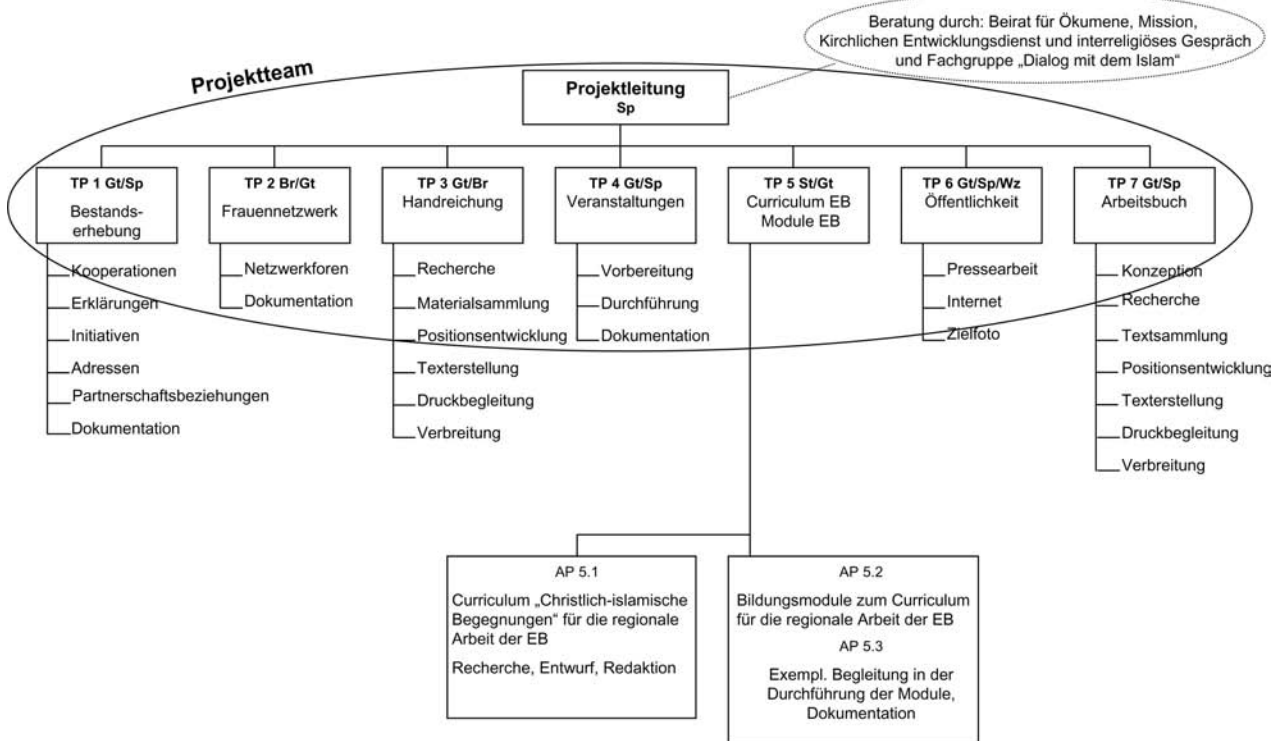 Beratung durch: Beirat für Ökumene, Mission,
Kirchlichen Entwicklungsdienst und interreligiöses Gespräch
und Fachgruppe „Dialog mit dem Islam“
Projektteam
Projektleitung
Sp
TP 1 Gt/Sp
Bestands-
erhebung
Kooperationen
Erklärungen
Initiativen
Adressen
Partnerschaftsbeziehungen
Dokumentation
TP 2 Br/Gt
Frauennetzwerk
Netzwerkforen
Dokumentation
TP 3 Gt/Br
Handreichung
Recherche
Materialsammlung
Positionsentwicklung
Texterstellung
Druckbegleitung
Verbreitung
TP 4 Gt/Sp
Veranstaltungen
Vorbereitung
Durchführung
Dokumentation
TP 5 St/Gt
Curriculum EB
Module EB
TP 6 Gt/Sp/Wz
Öffentlichkeit
Pressearbeit
Internet
Zielfoto
TP 7 Gt/Sp
Arbeitsbuch
Konzeption
Recherche
Textsammlung
Positionsentwicklung
Texterstellung
Druckbegleitung
Verbreitung
AP 5.1
Curriculum „Christlich-islamische
Begegnungen“ für die regionale
Arbeit der EB
Recherche, Entwurf, Redaktion
AP 5.2
Bildungsmodule zum Curriculum
für die regionale Arbeit der EB
AP 5.3
Exempl. Begleitung in der
Durchführung der Module,
Dokumentation